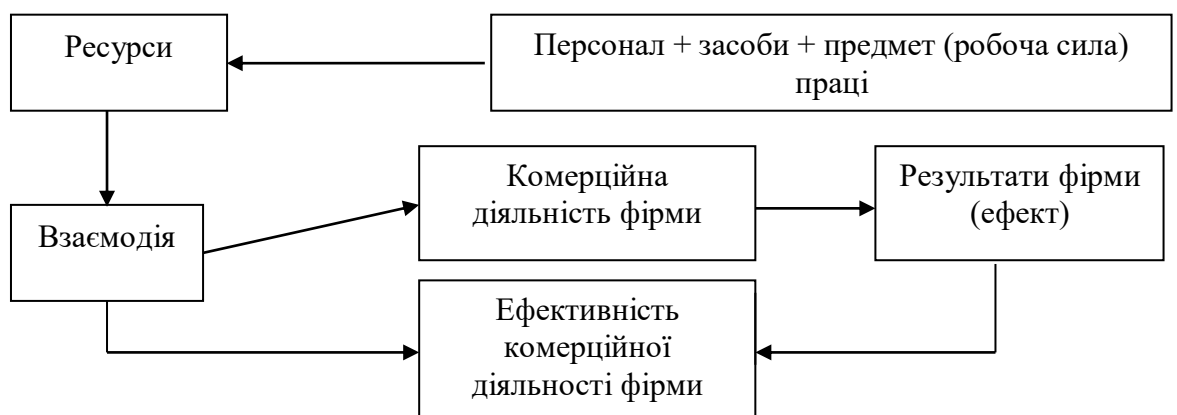 Ресурси
Персонал + засоби + предмет (робоча сила)
праці
Взаємодія
Комерційна
діяльність фірми
Результати фірми
(ефект)
Ефективність
комерційної
діяльності фірми